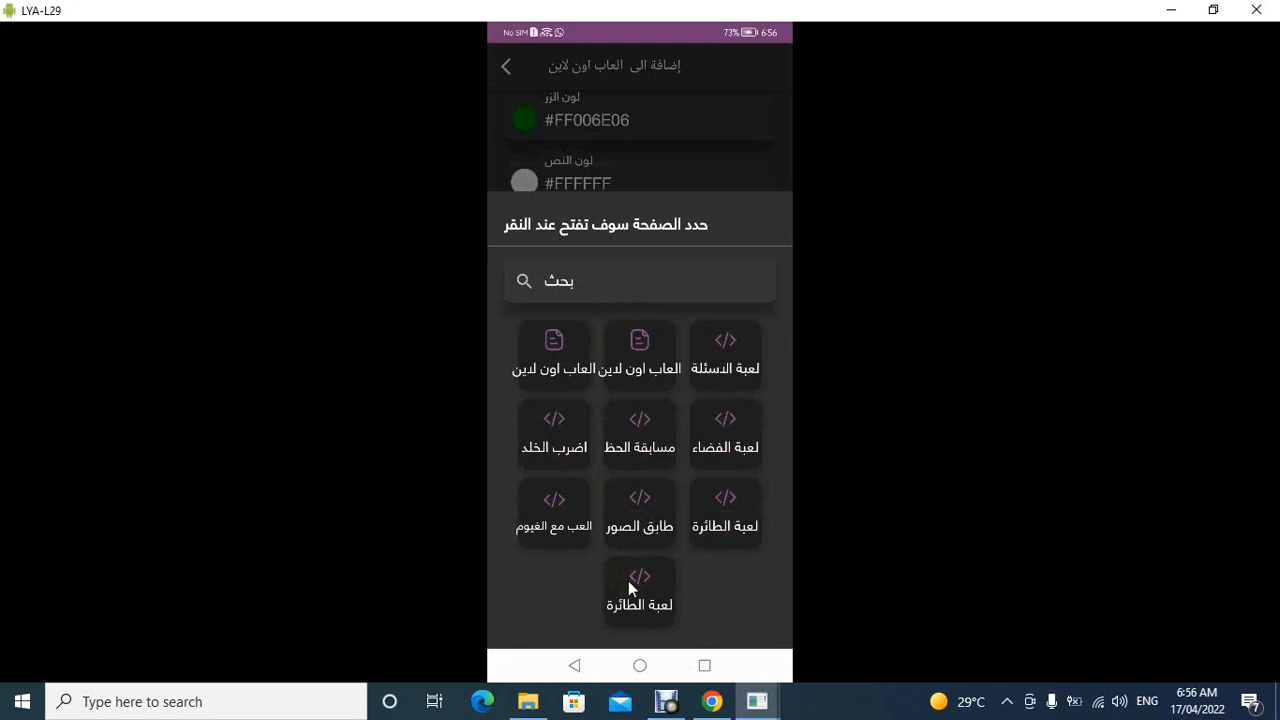 LYA-L29
No SIM
73%
6:56
إضافة الى العاب اون لاين
لون الزر
#FF006E06
لون النص
#FFFFFF
حدد الصفحة سوف تفتح عند النقر
بحث
لعبة الاسئلة
العاب اون لاين
العاب اون لاين
لعبة الفضاء
مسابقة الحظ
اضرب الخلد
لعبة الطائرة
طابق الصور
العب مع الغيوم
لعبة الطائرة
Type here to search
29°C
ENG
6:56 AM
17/04/2022
7